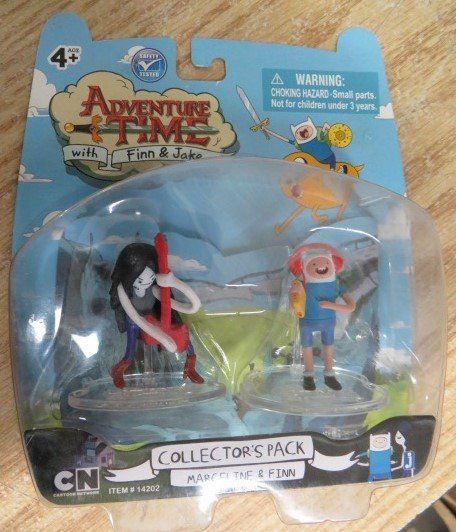 4+
AGE
SAFETY
TESTED
⚠ WARNING:
CHOKING HAZARD-Small parts.
Not for children under 3 years.
ADVENTURE
TIME
with Finn & Jake
COLLECTOR'S PACK
MARCELINE & FINN
CN
CARTOON NETWORK
ITEM # 14202